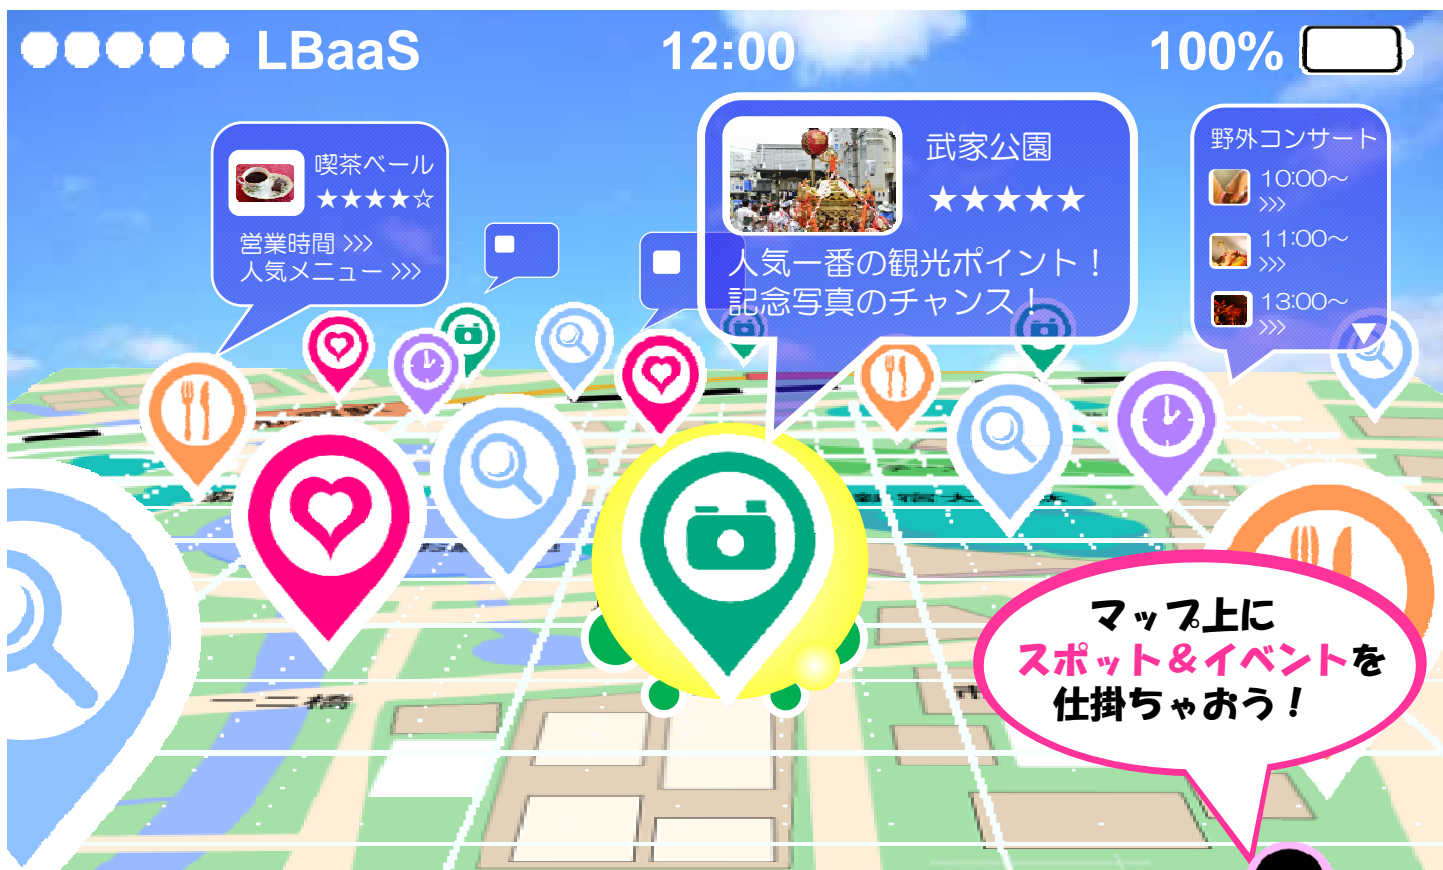 LBaaS
12:00
100%
喫茶ベール
★★★★☆
営業時間 >>>
人気メニュー >>>
武家公園
★★★★★
人気一番の観光ポイント！
記念写真のチャンス！
野外コンサート
10:00～
>>>
11:00～
>>>
13:00～
>>>
マップ上に
スポット＆イベントを
仕掛ちゃおう！